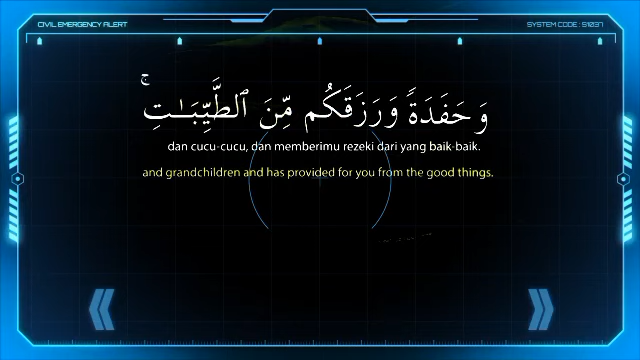 CIVIL EMERGENCY ALERT
SYSTEM CODE : S1037
وَحَفَدَةً وَرَزَقَكُم مِّنَ ٱلطَّيِّبَـٰتِ ۚ
dan cucu-cucu, dan memberimu rezeki dari yang baik-baik.
and grandchildren and has provided for you from the good things.